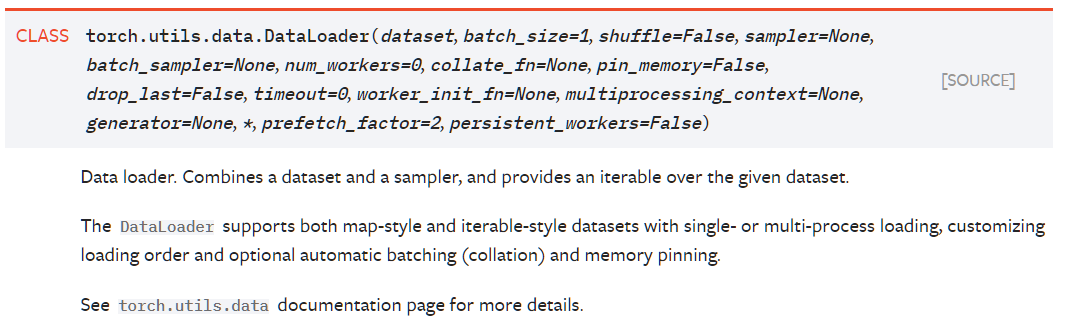 CLASS torch.utils.data.DataLoader(dataset, batch_size=1, shuffle=False, sampler=None,
batch_sampler=None, num_workers=0, collate_fn=None, pin_memory=False,
[SOURCE]
drop_last=False, timeout=0, worker_init_fn=None, multiprocessing_context=None,
generator=None, *, prefetch_factor=2, persistent_workers=False)
Data loader. Combines a dataset and a sampler, and provides an iterable over the given dataset.
The DataLoader supports both map-style and iterable-style datasets with single- or multi-process loading, customizing
loading order and optional automatic batching (collation) and memory pinning.
See torch.utils.data documentation page for more details.